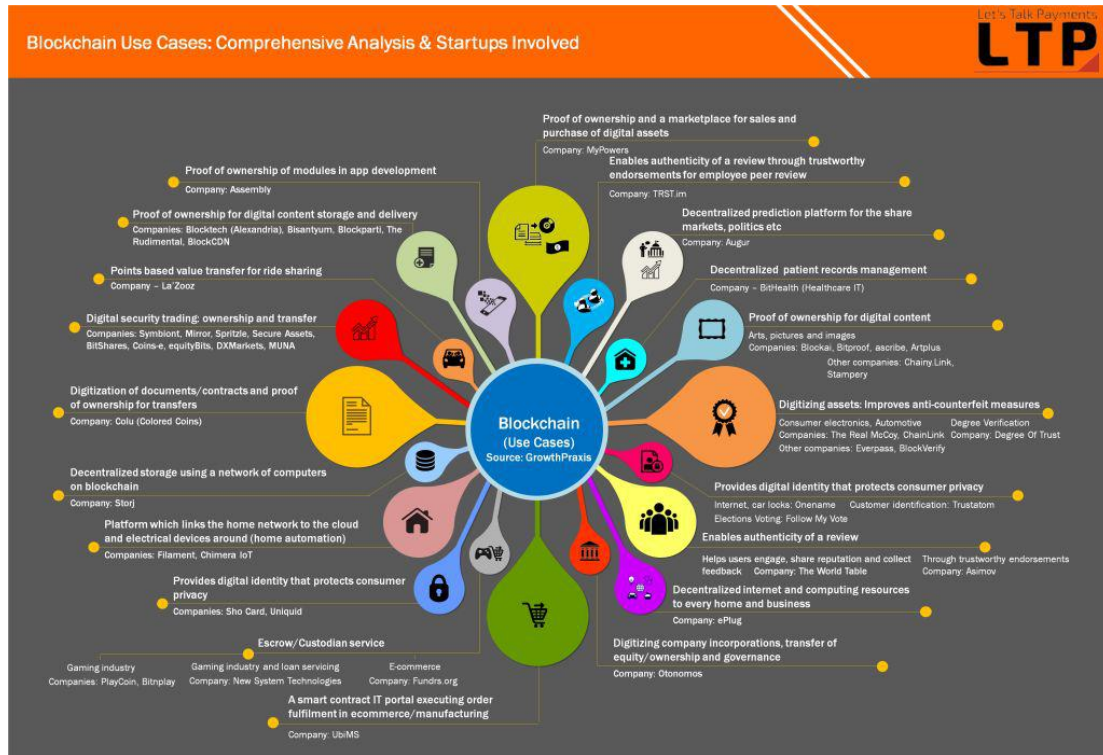 Let's Talk Payments
LTP
Blockchain Use Cases: Comprehensive Analysis & Startups Involved
Proof of ownership and a marketplace for sales and
purchase of digital assets
Company: MyPowers
Enables authenticity of a review through trustworthy
endorsements for employee peer review
Company: TRST.im
Decentralized prediction platform for the share
markets, politics etc
Company: Augur
Decentralized patient records management
Company – BitHealth (Healthcare IT)
Proof of ownership for digital content
Arts, pictures and images
Companies: Blockai, Bitproof, ascribe, Artplus
Other companies: Chainy.Link,
Stampery
Digitizing assets: Improves anti-counterfeit measures
Consumer electronics, Automotive
Companies: The Real McCoy, ChainLink
Other companies: Everpass, BlockVerify
Degree Verification
Company: Degree Of Trust
Provides digital identity that protects consumer privacy
Internet, car locks: Onename
Customer identification: Trustatom
Elections Voting: Follow My Vote
Enables authenticity of a review
Helps users engage, share reputation and collect
feedback Company: The World Table
Through trustworthy endorsements
Company: Asimov
Decentralized internet and computing resources
to every home and business
Company: ePlug
Digitizing company incorporations, transfer of
equity/ownership and governance
Company: Otonomos
Proof of ownership of modules in app development
Company: Assembly
Proof of ownership for digital content storage and delivery
Companies: Blocktech (Alexandria), Bisantyum, Blockparti, The
Rudimental, BlockCDN
Points based value transfer for ride sharing
Company – La'Zooz
Digital security trading: ownership and transfer
Companies: Symbiont, Mirror, Spritzle, Secure Assets,
BitShares, Coins-e, equityBits, DXMarkets, MUNA
Digitization of documents/contracts and proof
of ownership for transfers
Company: Colu (Colored Coins)
Decentralized storage using a network of computers
on blockchain
Company: Storj
Platform which links the home network to the cloud
and electrical devices around (home automation)
Companies: Filament, Chimera IoT
Provides digital identity that protects consumer
privacy
Companies: Sho Card, Uniquid
Escrow/Custodian service
Gaming industry
Companies: PlayCoin, Bitnplay
Gaming industry and loan servicing
Company: New System Technologies
E-commerce
Company: Fundrs.org
A smart contract IT portal executing order
fulfilment in ecommerce/manufacturing
Company: UbiMS
Blockchain
(Use Cases)
Source: GrowthPraxis